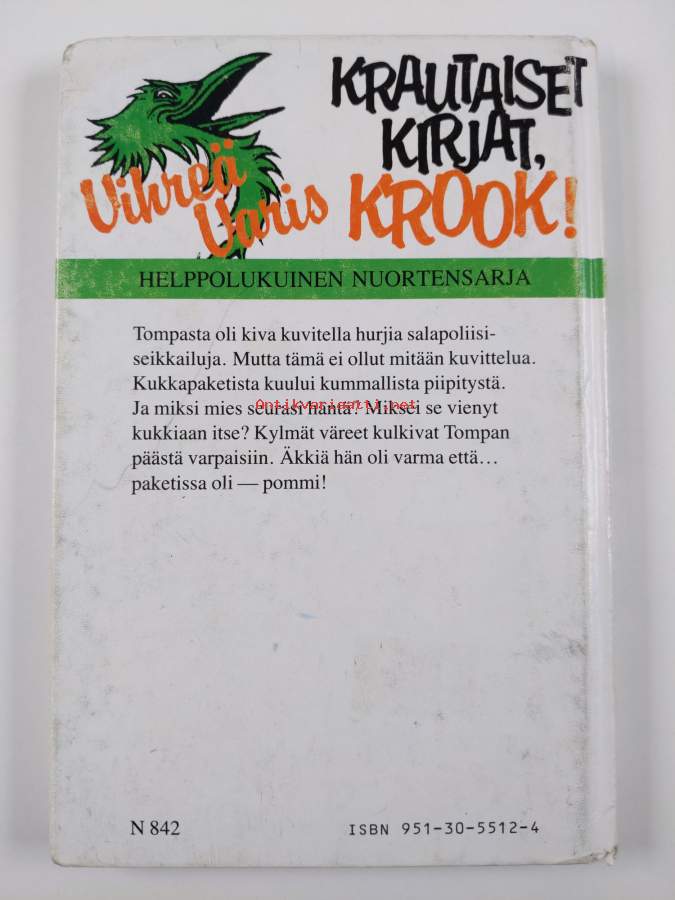 KRAUTAISET
KIRJAT,
Vihreä
Varis
KROOK!
HELPPOLUKUINEN NUORTENSARJA
Tompasta oli kiva kuvitella hurjia salapoliisi-
seikkailuja. Mutta tämä ei ollut mitään kuvittelua.
Kukkapaketista kuului kummallista piipitystä.
Ja miksi mies seurasi häntä? Miksei se vienyt
Antikvariaatti.net
kukkiaan itse? Kylmät väreet kulkivat Tompan
päästä varpaisiin. Äkkiä hän oli varma että…
paketissa oli — pommi!
N 842
ISBN 951-30-5512-4